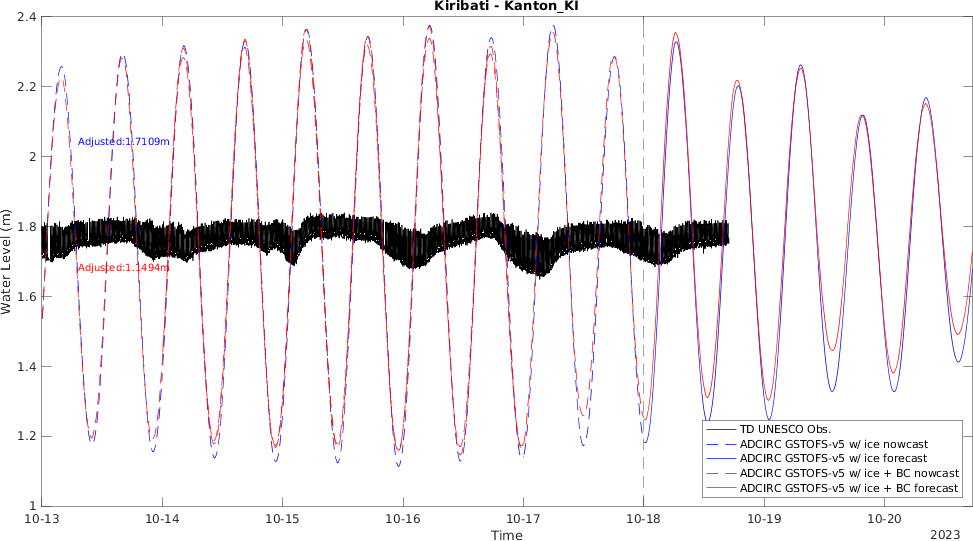 Kiribati - Kanton_KI
2.4
2.2
2
1.8
1.6
1.4
1.2
1
Water Level (m)
Adjusted:1.7109m
Adjusted:1.1494m
TD UNESCO Obs.
ADCIRC GSTOFS-v5 w/ ice nowcast
ADCIRC GSTOFS-v5 w/ ice forecast
ADCIRC GSTOFS-v5 w/ ice + BC nowcast
ADCIRC GSTOFS-v5 w/ ice + BC forecast
10-13 10-14 10-15 10-16 10-17 10-18 10-19 10-20
Time
2023